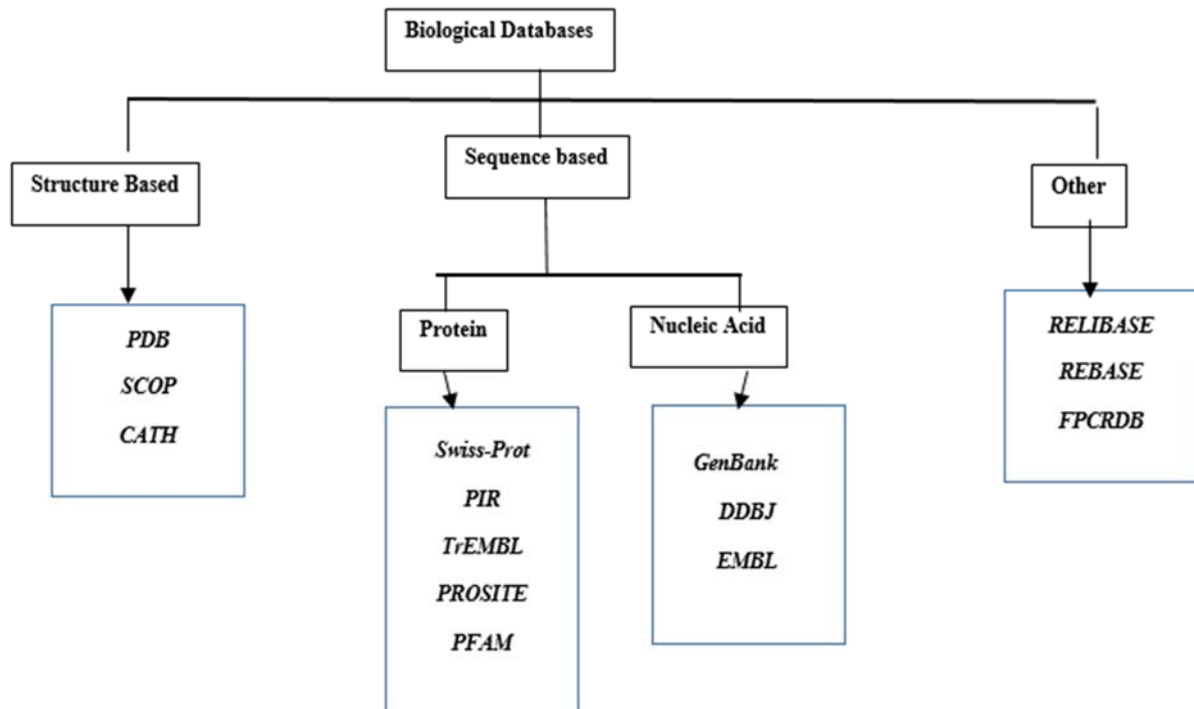 Biological Databases
Structure Based
Sequence based
Other
Protein
Nucleic Acid
PDB
SCOP
CATH
Swiss-Prot
PIR
TrEMBL
PROSITE
PFAM
GenBank
DDBJ
EMBL
RELIBASE
REBASE
FPCRDB